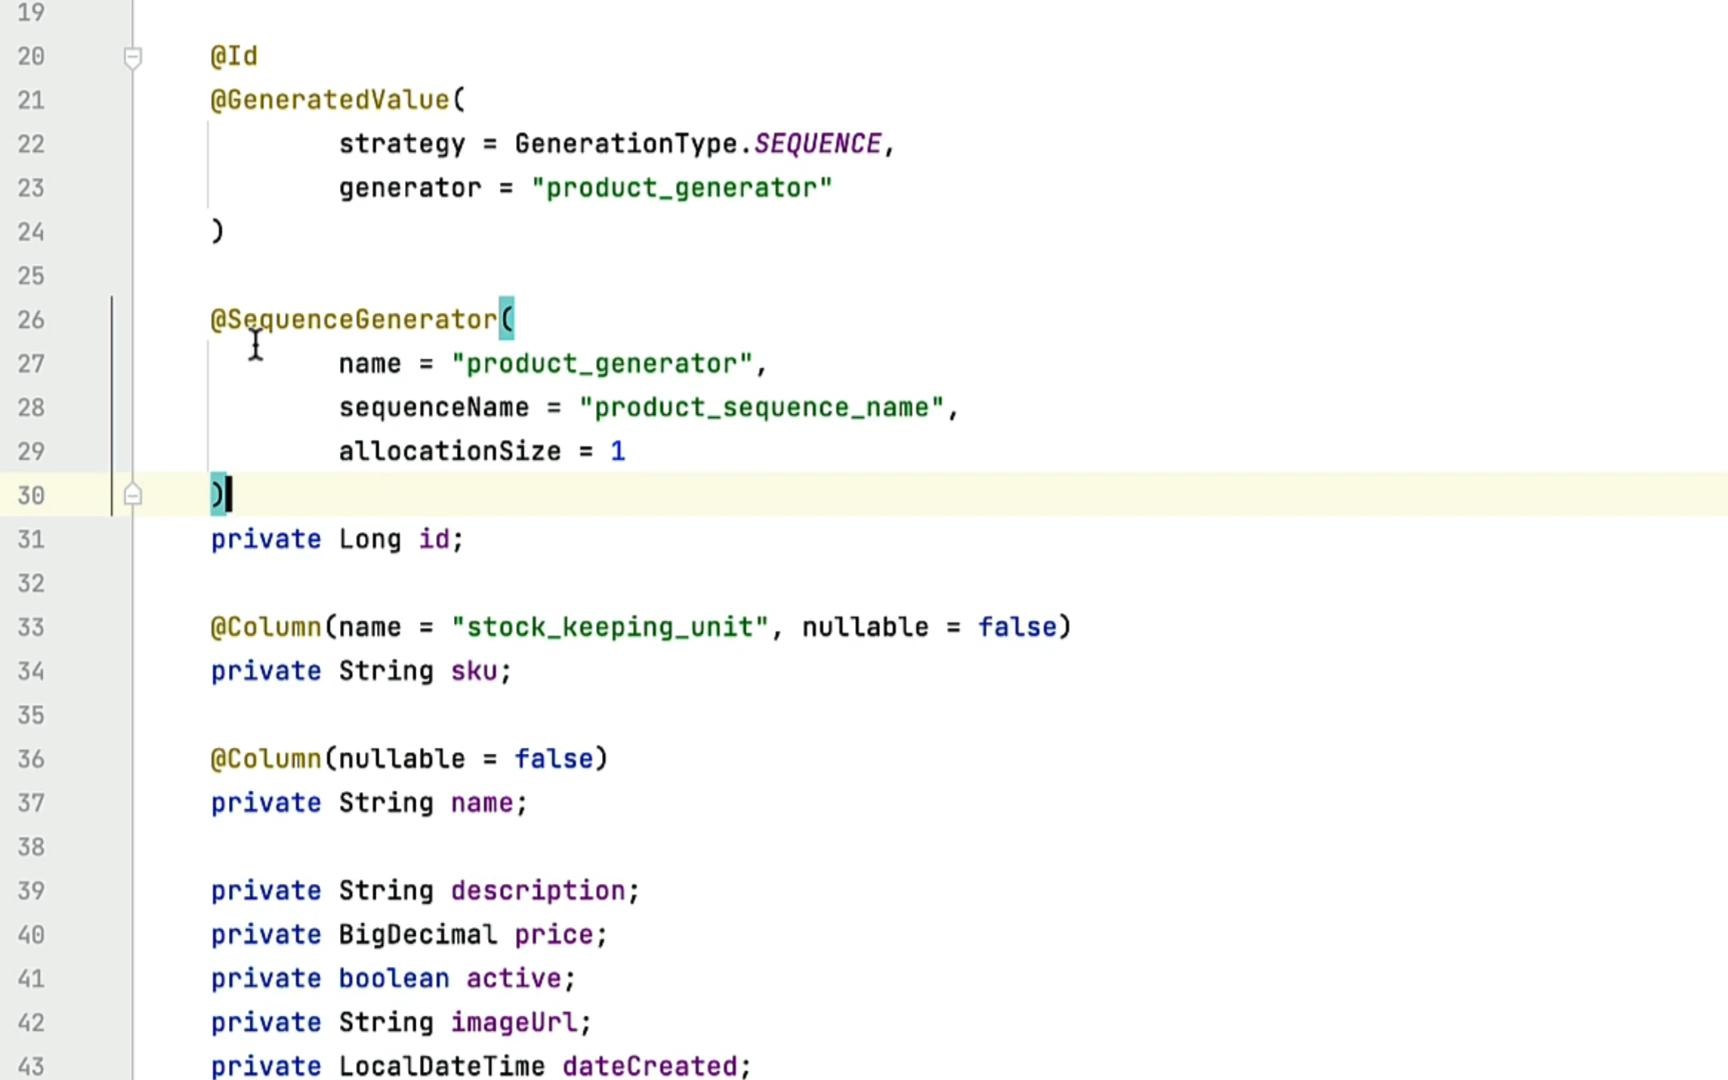 19
20 @Id
21 @GeneratedValue(
22 strategy = GenerationType.SEQUENCE,
23 generator = "product_generator"
24 )
25
26 @SequenceGenerator(
27 name = "product_generator",
28 sequenceName = "product_sequence_name",
29 allocationSize = 1
30 )
31 private Long id;
32
33 @Column(name = "stock_keeping_unit", nullable = false)
34 private String sku;
35
36 @Column(nullable = false)
37 private String name;
38
39 private String description;
40 private BigDecimal price;
41 private boolean active;
42 private String imageUrl;
43 private LocalDateTime dateCreated;